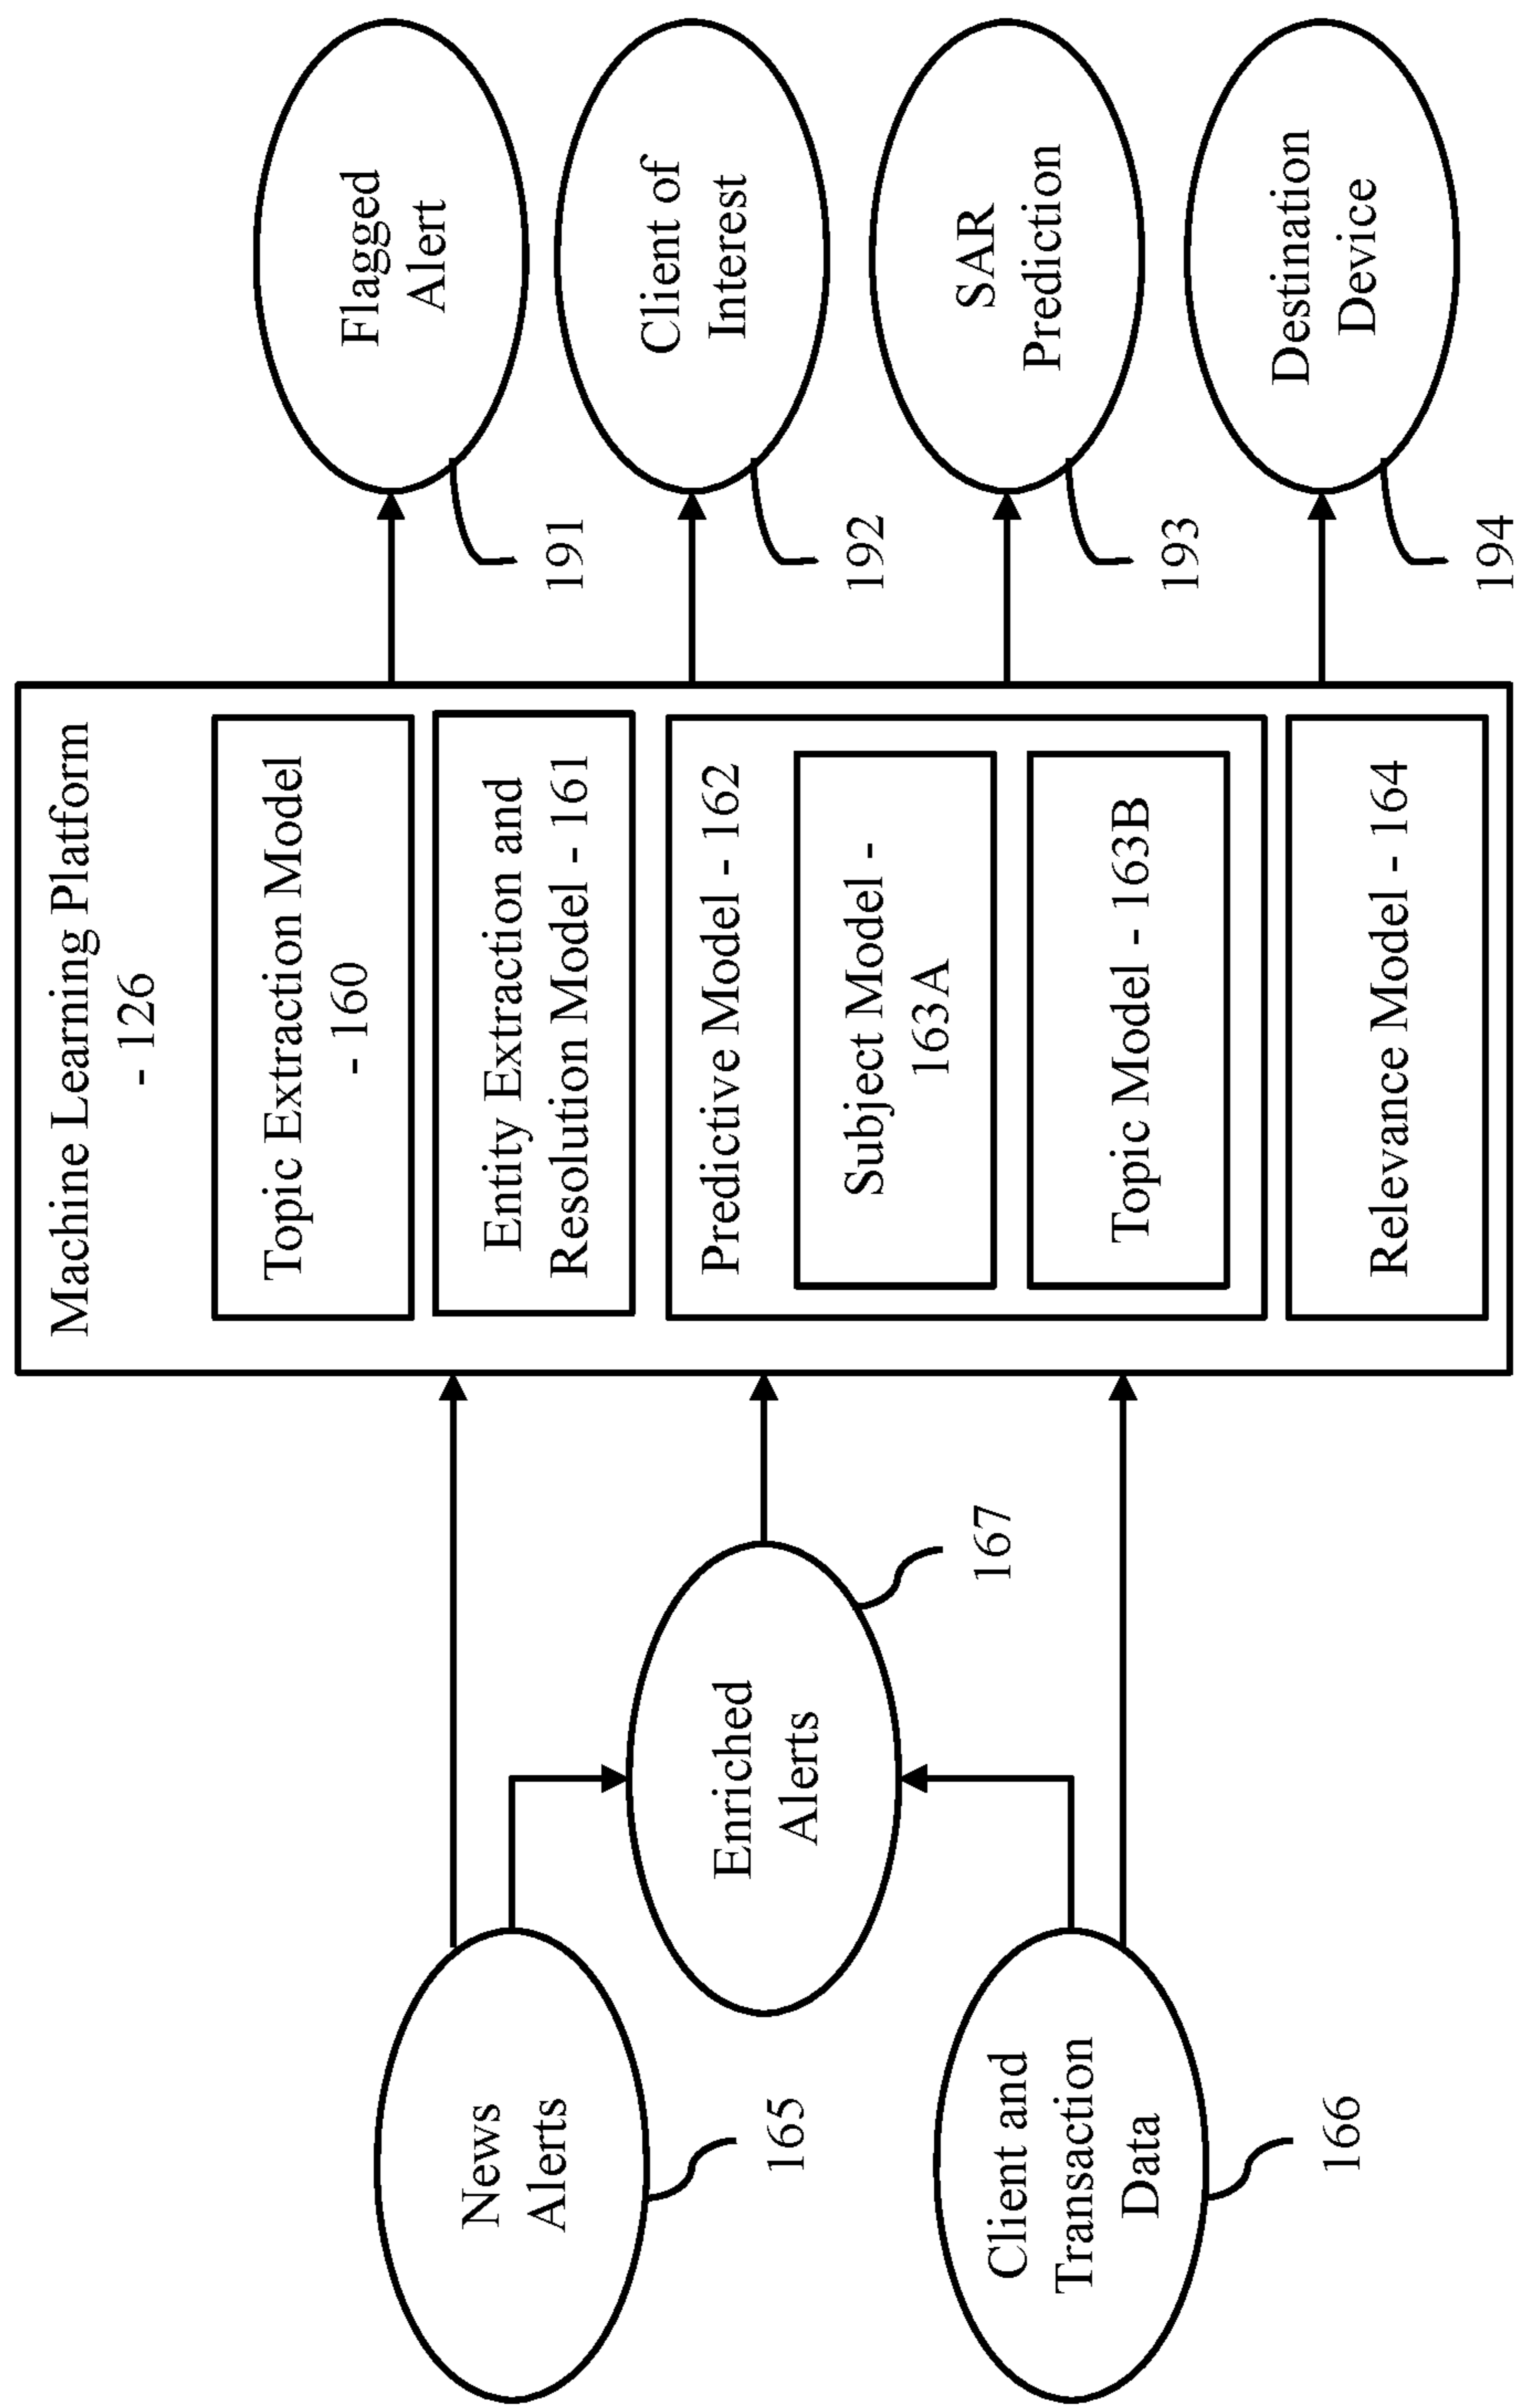 News
Alerts
165
Client and
Transaction
Data
166
Enriched
Alerts
167
Machine Learning Platform
- 126
Topic Extraction Model
- 160
Entity Extraction and
Resolution Model - 161
Predictive Model - 162
Subject Model -
163A
Topic Model - 163B
Relevance Model - 164
Flagged
Alert
191
Client of
Interest
192
SAR
Prediction
193
Destination
Device
194